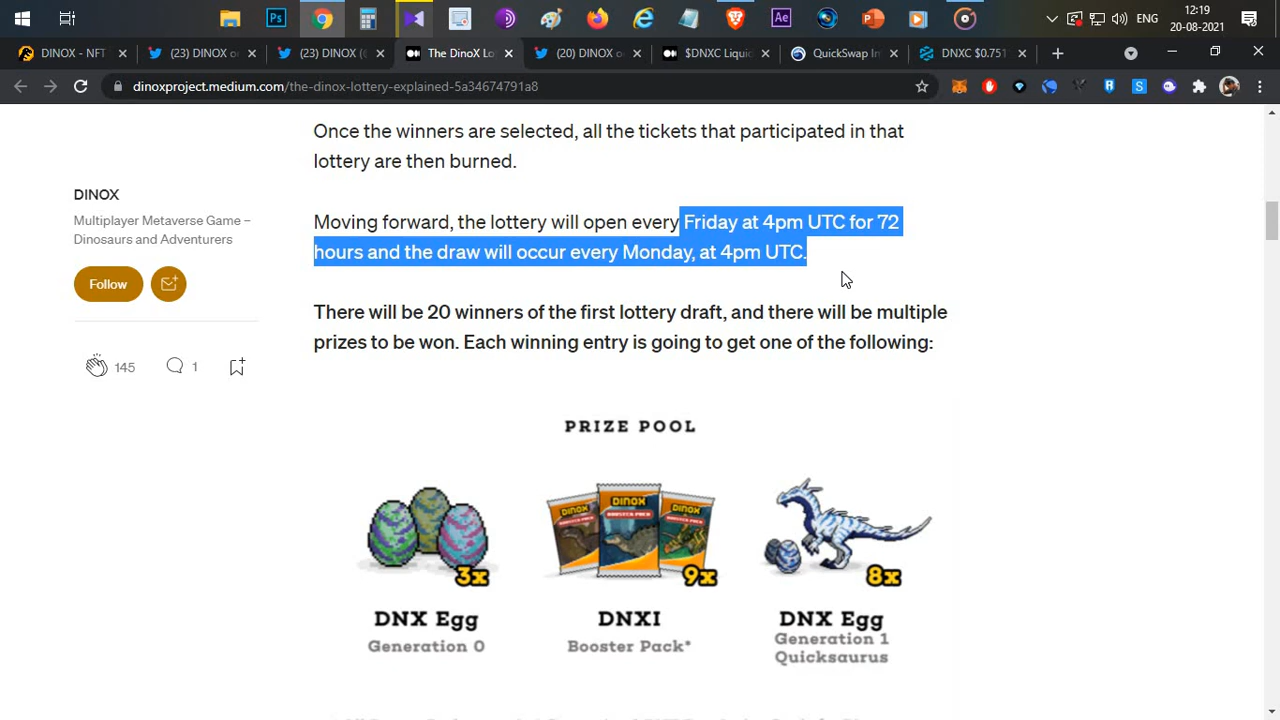 ENG
12:19
20-08-2021
DINOX - NFT
(23) DINOX o
(23) DINOX (
The DinoX Lo
(20) DINOX o
$DNXC Liquid
QuickSwap In
DNXC $0.751
dinoxproject.medium.com/the-dinox-lottery-explained-5a34674791a8
Once the winners are selected, all the tickets that participated in that
lottery are then burned.
DINOX
Multiplayer Metaverse Game –
Dinosaurs and Adventurers
Follow
145
1
Moving forward, the lottery will open every Friday at 4pm UTC for 72
hours and the draw will occur every Monday, at 4pm UTC.
There will be 20 winners of the first lottery draft, and there will be multiple
prizes to be won. Each winning entry is going to get one of the following:
PRIZE POOL
3x
DINOX
9x
8x
DNX Egg
Generation 0
DNXI
Booster Pack*
DNX Egg
Generation 1
Quicksaurus